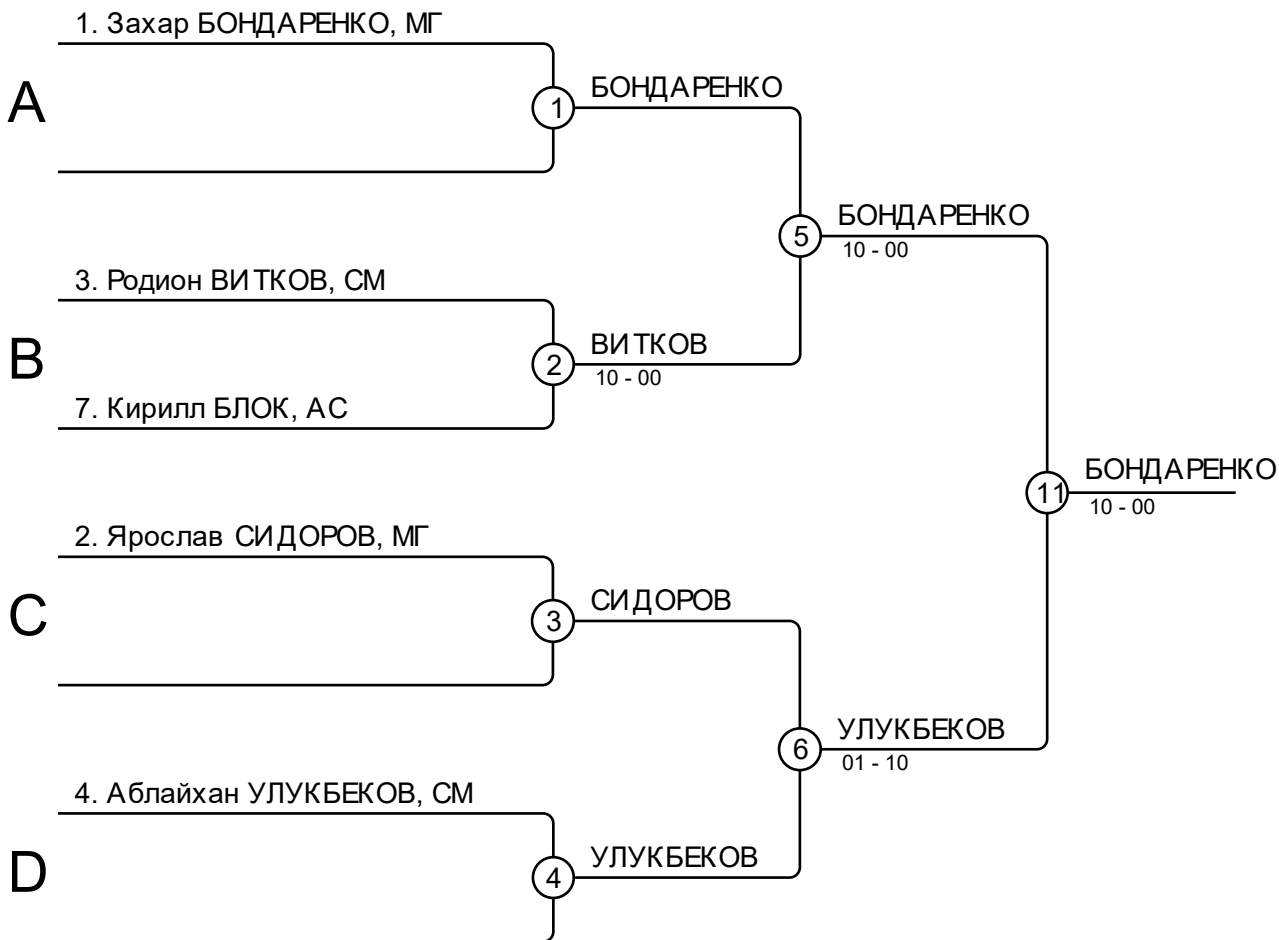 1. Захар БОНДАРЕНКО, МГ
A
1
БОНДАРЕНКО
5
БОНДАРЕНКО
10 - 00
3. Родион ВИТКОВ, СМ
B
2
ВИТКОВ
10 - 00
7. Кирилл БЛОК, АС
11
БОНДАРЕНКО
10 - 00
2. Ярослав СИДОРОВ, МГ
C
3
СИДОРОВ
6
УЛУКБЕКОВ
01 - 10
4. Аблайхан УЛУКБЕКОВ, СМ
D
4
УЛУКБЕКОВ